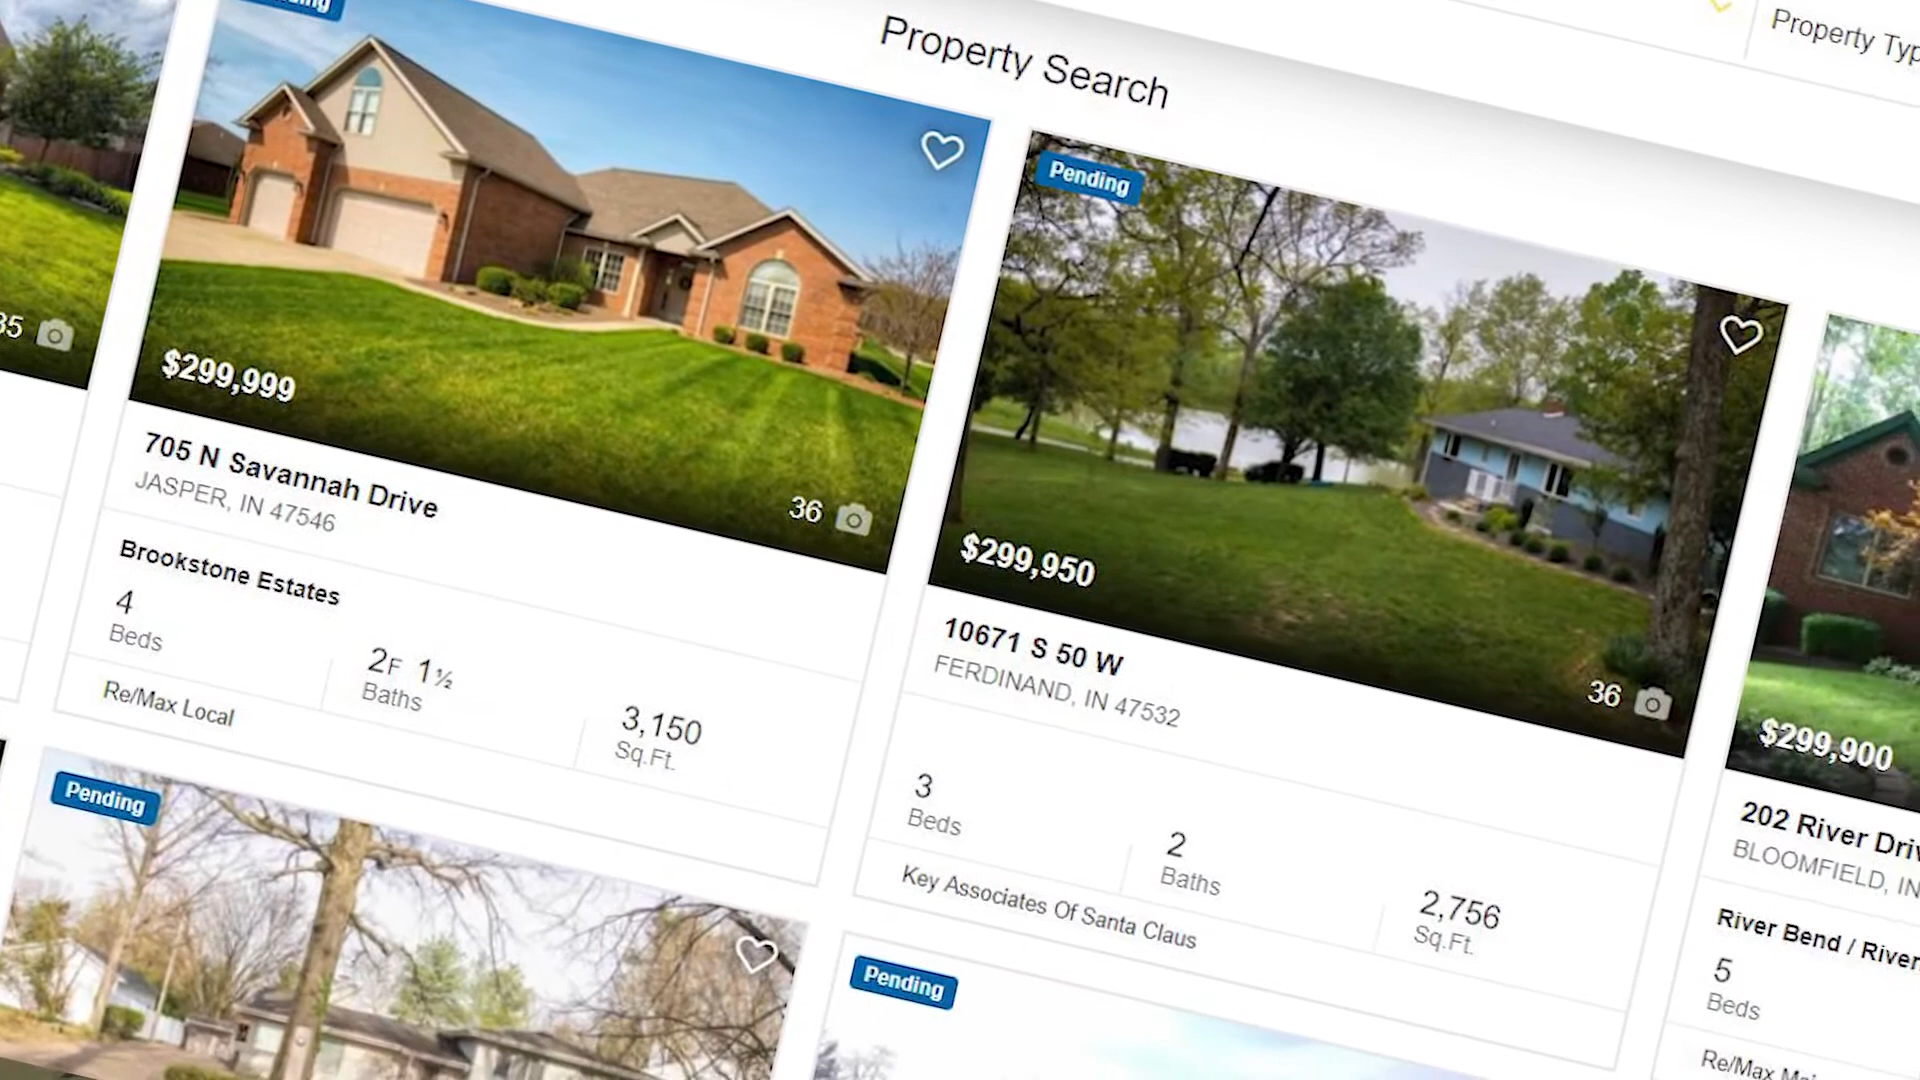 Property Search
35
$299,999
36
705 N Savannah Drive
JASPER, IN 47546
Brookstone Estates
4
Beds
2F 1½
Baths
3,150
Sq.Ft.
Re/Max Local
Pending
$299,950
36
10671 S 50 W
FERDINAND, IN 47532
3
Beds
2
Baths
2,756
Sq.Ft.
Key Associates Of Santa Claus
$299,900
202 River
BLOOMFIELD, IN
River Bend /
5
Beds
Re/Max
Pending
Pending
Property